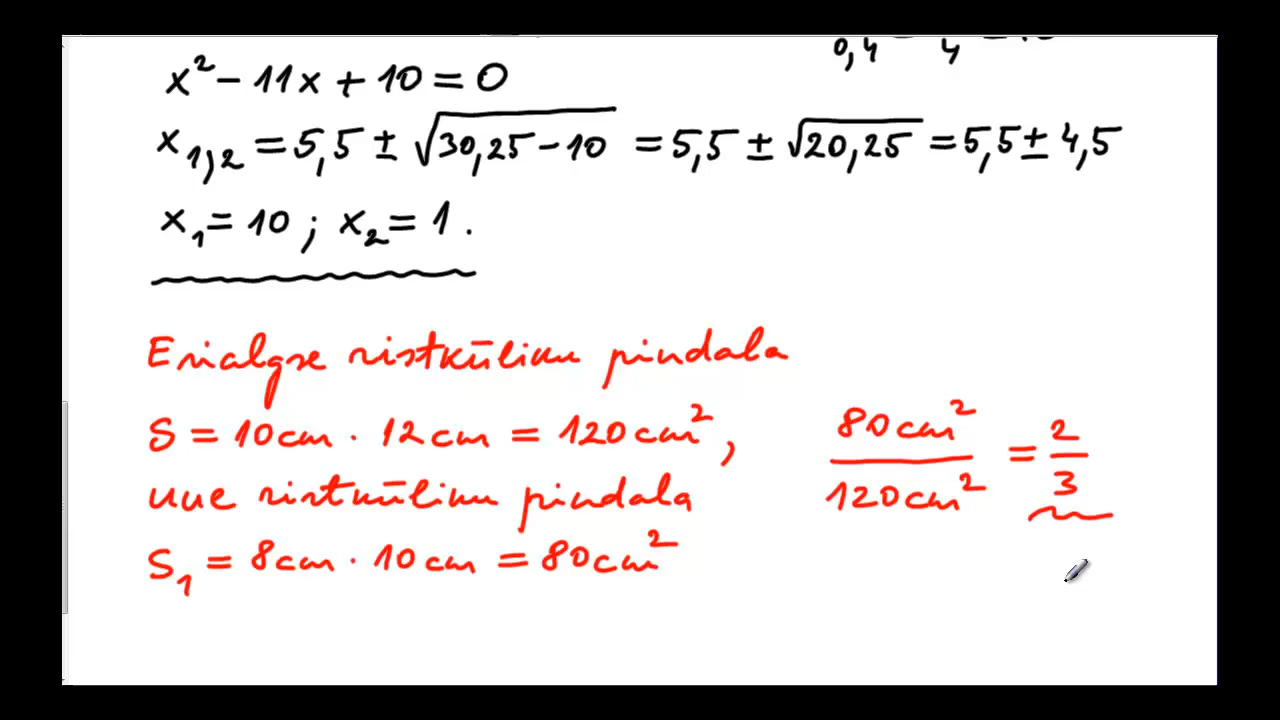 x² - 11x + 10 = 0
x₁,₂ = 5,5 ± √(30,25 - 10) = 5,5 ± √20,25 = 5,5 ± 4,5
x₁ = 10 ; x₂ = 1 .
Esialgse ristküliku pindala
S = 10cm · 12cm = 120cm²,
uue ristküliku pindala
S₁ = 8cm · 10cm = 80cm²
80cm²/120cm² = 2/3